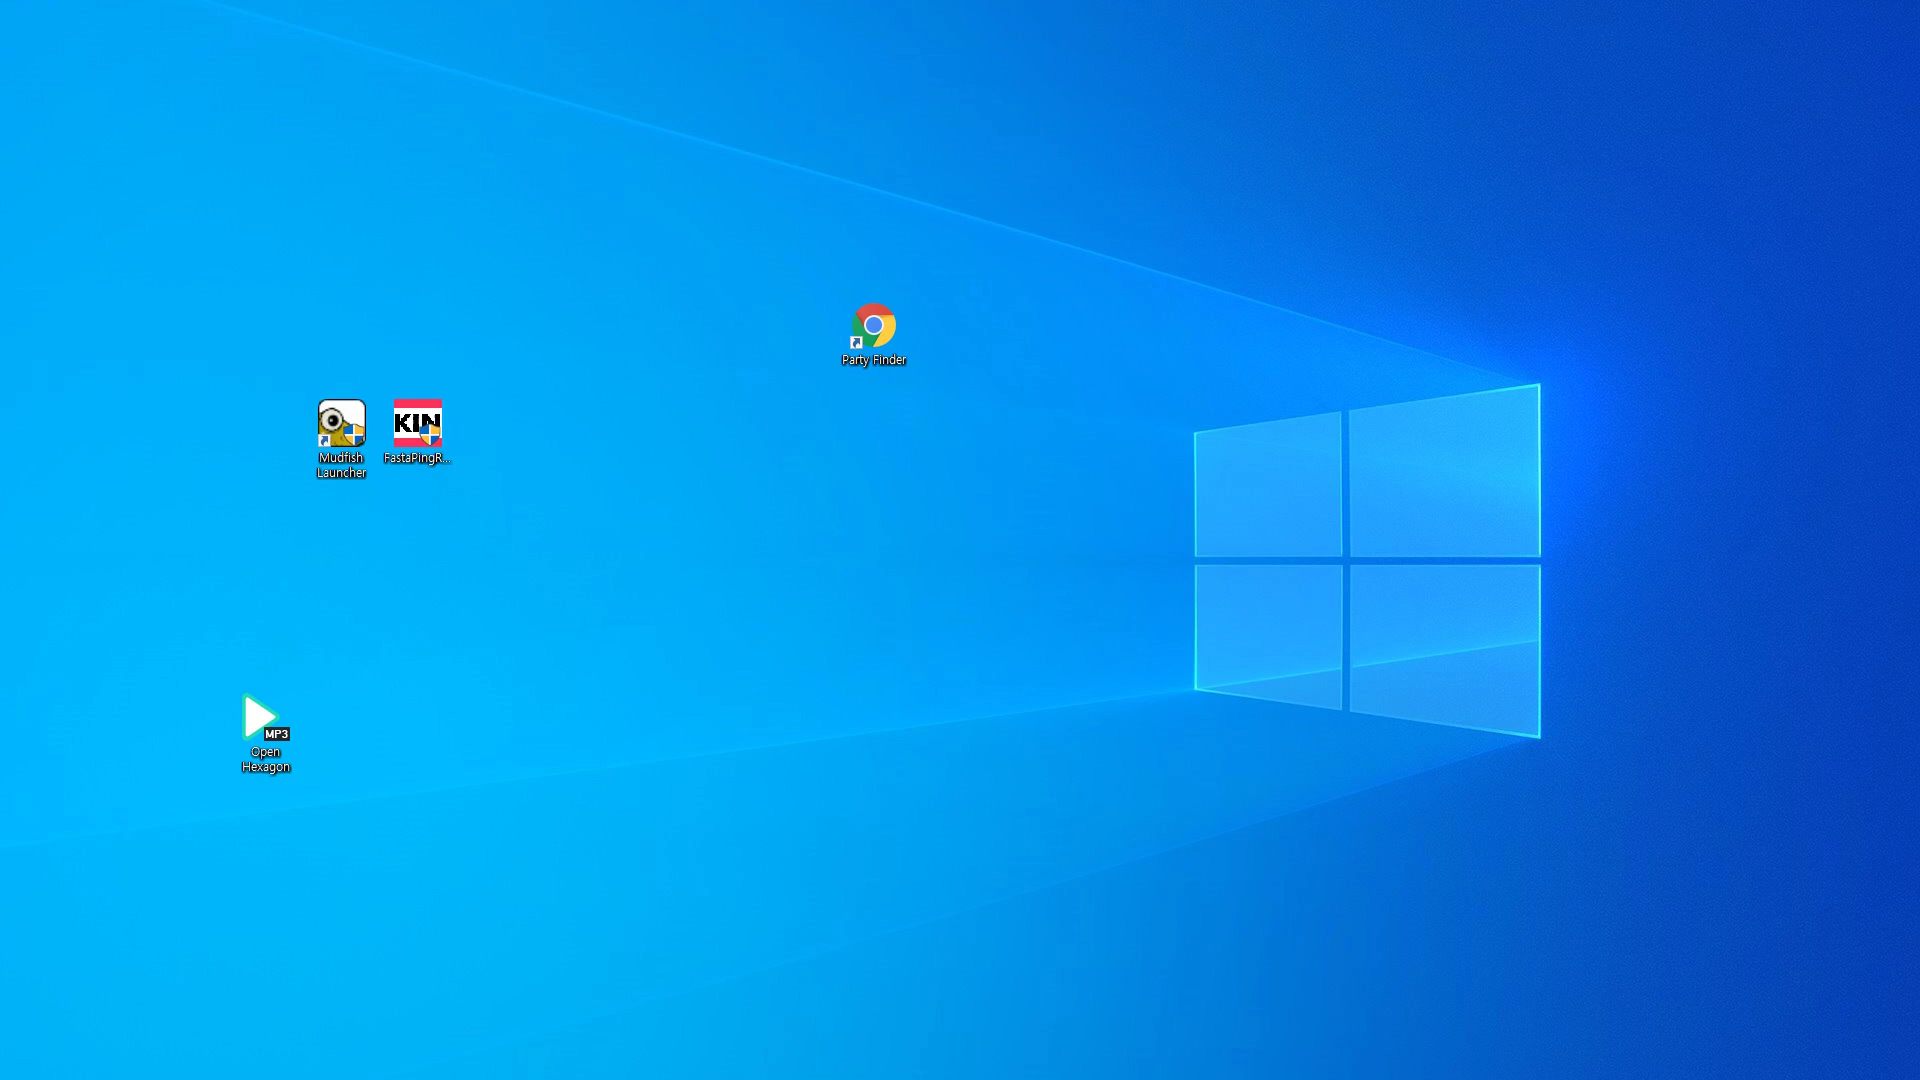 Party Finder
KIN
Mudfish
Launcher
FastaPingR...
MP3
Open
Hexagon